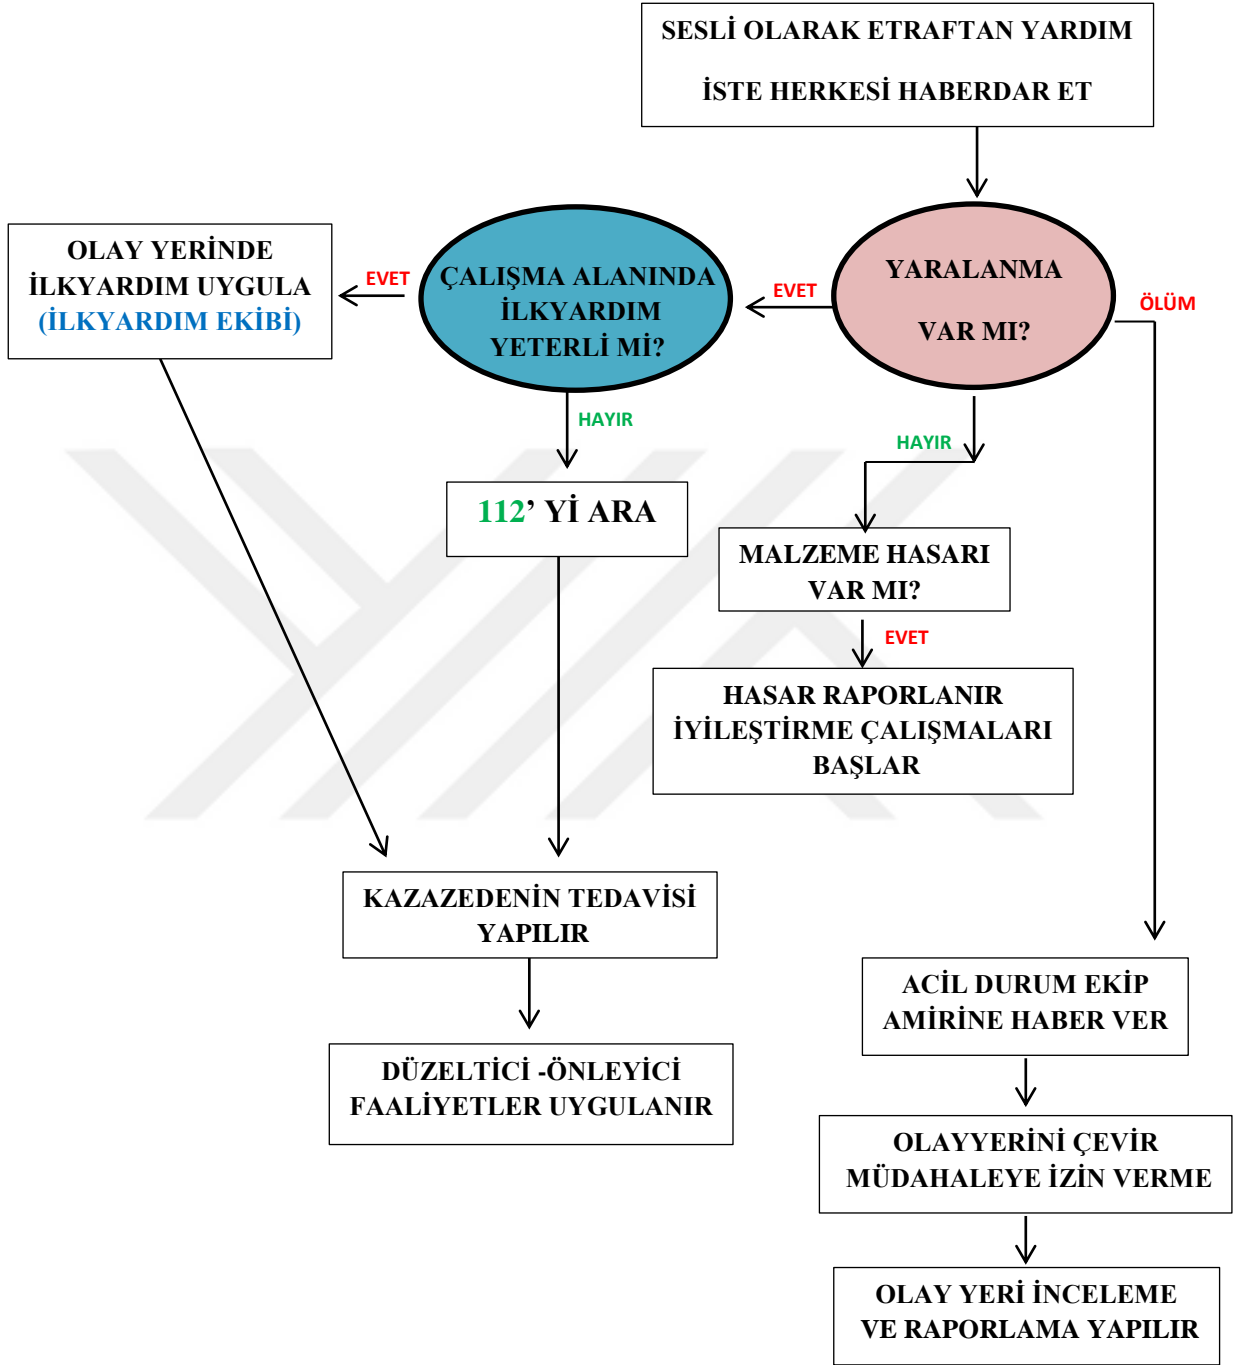 SESLİ OLARAK ETRAFTAN YARDIM
İSTE HERKESİ HABERDAR ET
YARALANMA
VAR MI?
ÖLÜM
EVET
ÇALIŞMA ALANINDA
İLKYARDIM
YETERLİ Mİ?
EVET
OLAY YERİNDE
İLKYARDIM UYGULA
(İLKYARDIM EKİBİ)
HAYIR
HAYIR
112’ Yİ ARA
MALZEME HASARI
VAR MI?
EVET
HASAR RAPORLANIR
İYİLEŞTİRME ÇALIŞMALARI
BAŞLAR
KAZAZEDENİN TEDAVİSİ
YAPILIR
DÜZELTİCİ -ÖNLEYİCİ
FAALİYETLER UYGULANIR
ACİL DURUM EKİP
AMİRİNE HABER VER
OLAYYERİNİ ÇEVİR
MÜDAHALEYE İZİN VERME
OLAY YERİ İNCELEME
VE RAPORLAMA YAPILIR